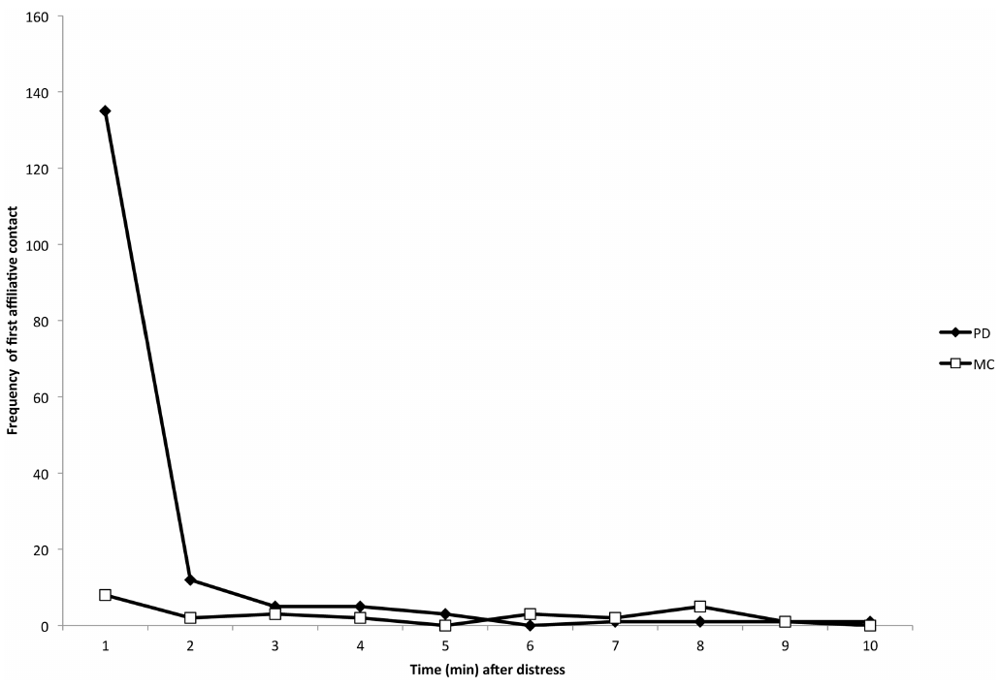 160
140
120
100
80
60
40
20
0
Frequency of first affiliative contact
1 2 3 4 5 6 7 8 9 10
Time (min) after distress
PD
MC